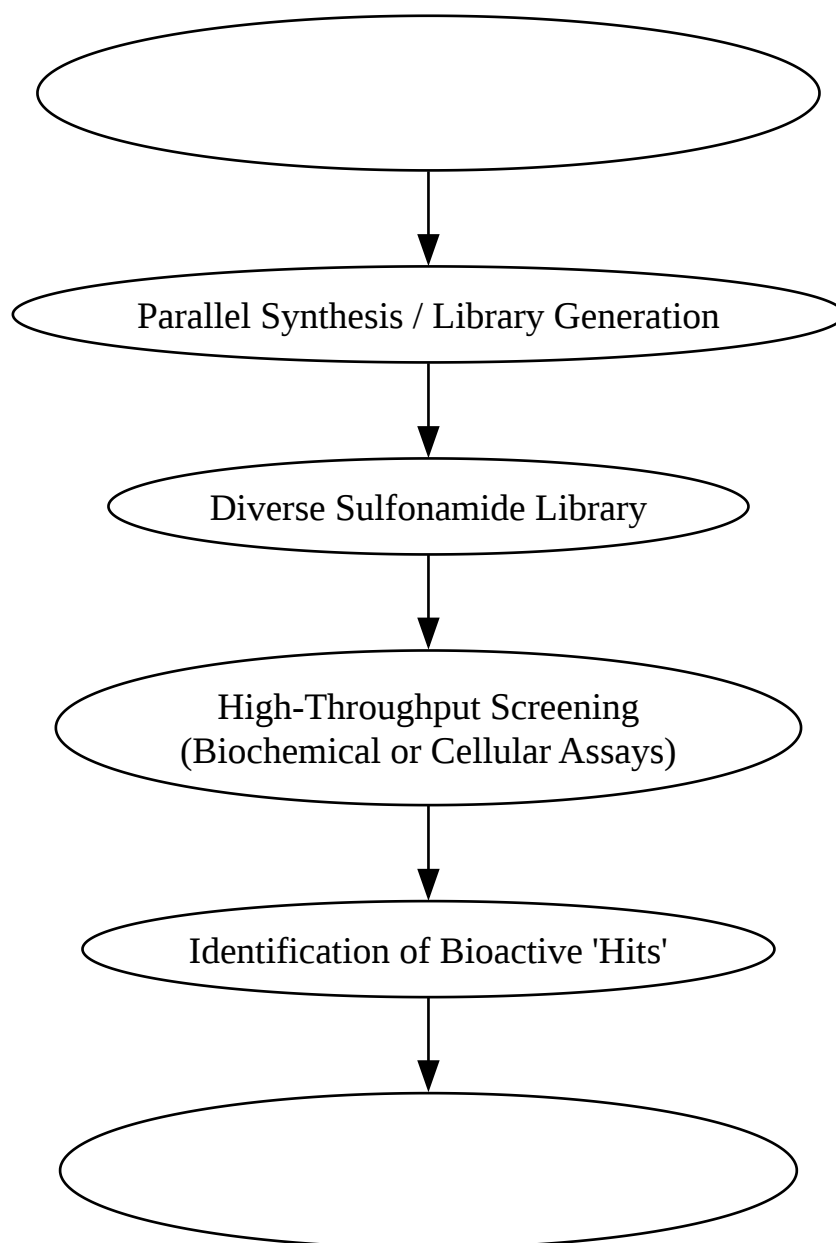 Parallel Synthesis / Library Generation
Diverse Sulfonamide Library
High-Throughput Screening
(Biochemical or Cellular Assays)
Identification of Bioactive 'Hits'